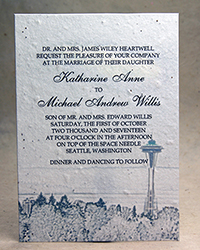 DR. AND MRS. JAMES WILEY HEARTWELL
REQUEST THE PLEASURE OF YOUR COMPANY
AT THE MARRIAGE OF THEIR DAUGHTER
Katharine Anne
TO
Michael Andrew Willis
SON OF MR. AND MRS. EDWARD WILLIS
SATURDAY, THE FIRST OF OCTOBER
TWO THOUSAND AND SEVENTEEN
AT FOUR O'CLOCK IN THE AFTERNOON
ON TOP OF THE SPACE NEEDLE
SEATTLE, WASHINGTON
DINNER AND DANCING TO FOLLOW